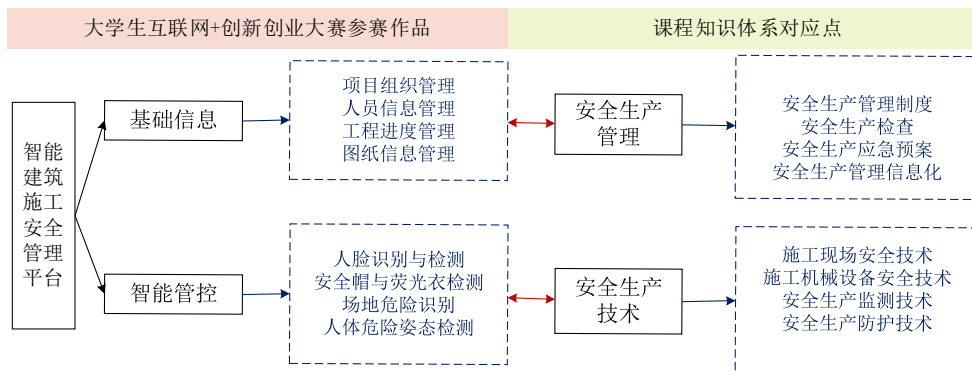 大学生互联网+创新创业大赛参赛作品
课程知识体系对应点
智能
建筑
施工
安全
管理
平台
基础信息
项目组织管理
人员信息管理
工程进度管理
图纸信息管理
安全生产
管理
安全生产管理制度
安全生产检查
安全生产应急预案
安全生产管理信息化
智能管控
人脸识别与检测
安全帽与荧光衣检测
场地危险识别
人体危险姿态检测
安全生产
技术
施工现场安全技术
施工机械设备安全技术
安全生产监测技术
安全生产防护技术